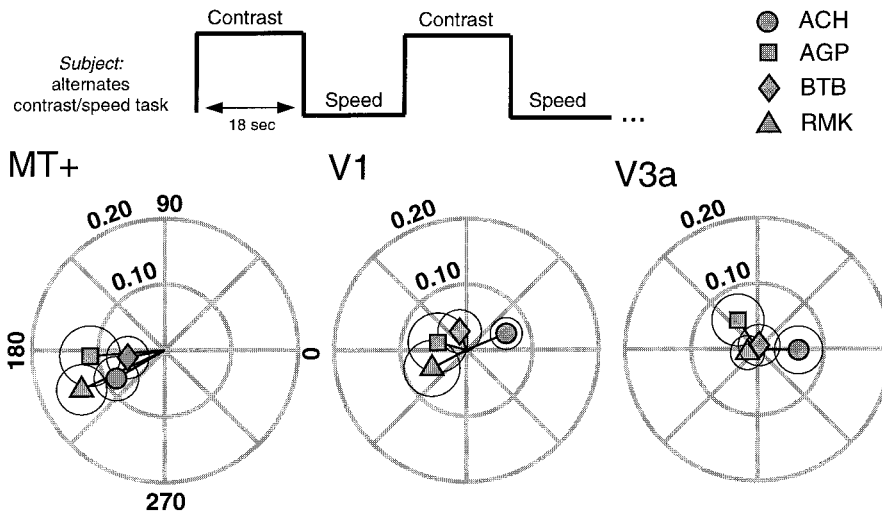 Contrast
Contrast
ACH
AGP
BTB
RMK
Subject:
alternates
contrast/speed task
18 sec
Speed
Speed
...
MT+
V1
V3a
0.20
90
0.10
180
0
270
0.20
0.10
0.20
0.10